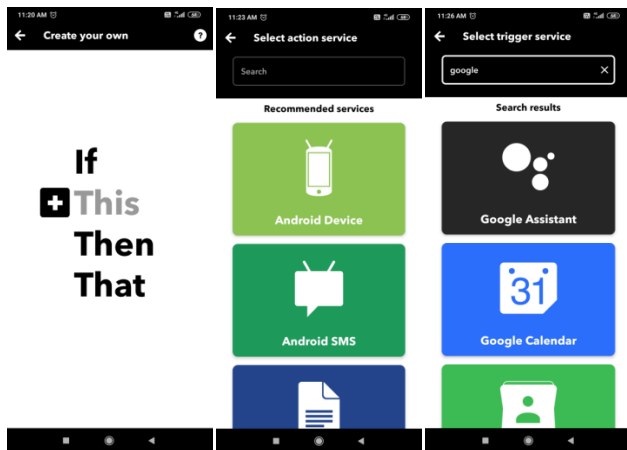 11:20 AM
Create your own
?
If
This
Then
That
11:23 AM
Select action service
Search
Recommended services
Android Device
Android SMS
11:26 AM
Select trigger service
google
Search results
Google Assistant
31
Google Calendar